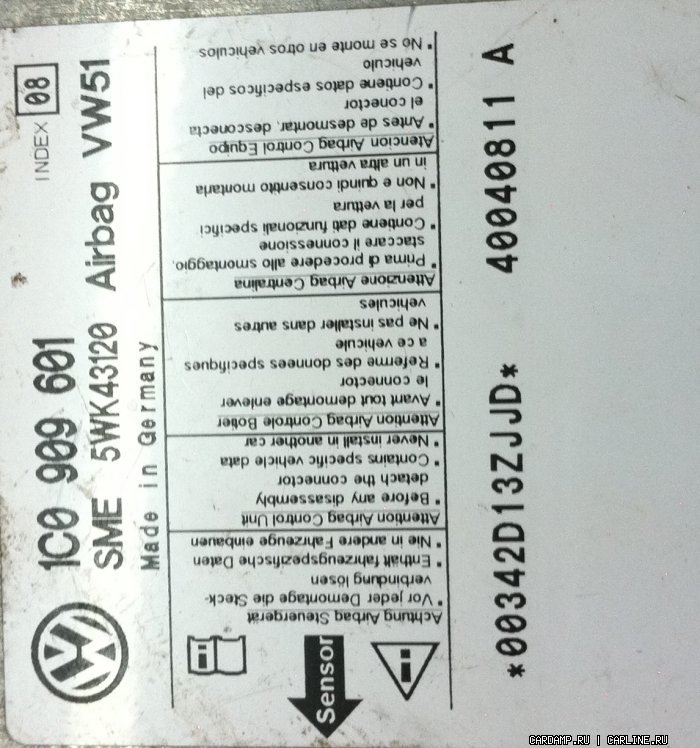 1C0 909 601 INDEX 08
SME 5WK43120 Airbag VW51
Made in Germany
Achtung Airbag Steuergerät
* Vor jeder Demontage die Steck-
verbindung lösen
* Enthält fahrzeugspezifische Daten
* Nie in andere Fahrzeuge einbauen
Attention Airbag Control Unit
* Before any disassembly
detach the connector
* Contains specific vehicle data
* Never install in another car
Attention Airbag Controle Boitier
* Avant tout demontage enlever
le connector
* Referme des donnees specifiques
a ce vehicule
* Ne pas installer dans autres
vehicules
Attenzione Airbag Centralina
* Prima di procedere allo smontaggio,
staccare il connessione
* Contiene dati funzionali specifici
per la vettura
* Non e quindi consentito montarla
in un altra vettura
Atencion Airbag Control Equipo
* Antes de desmontar, desconecta
el conector
* Contiene datos especificos del
vehiculo
* No se monte en otros vehiculos
Sensor
*00342D13ZJJD* 40040811 A
CARDAMP.RU | CARLINE.RU